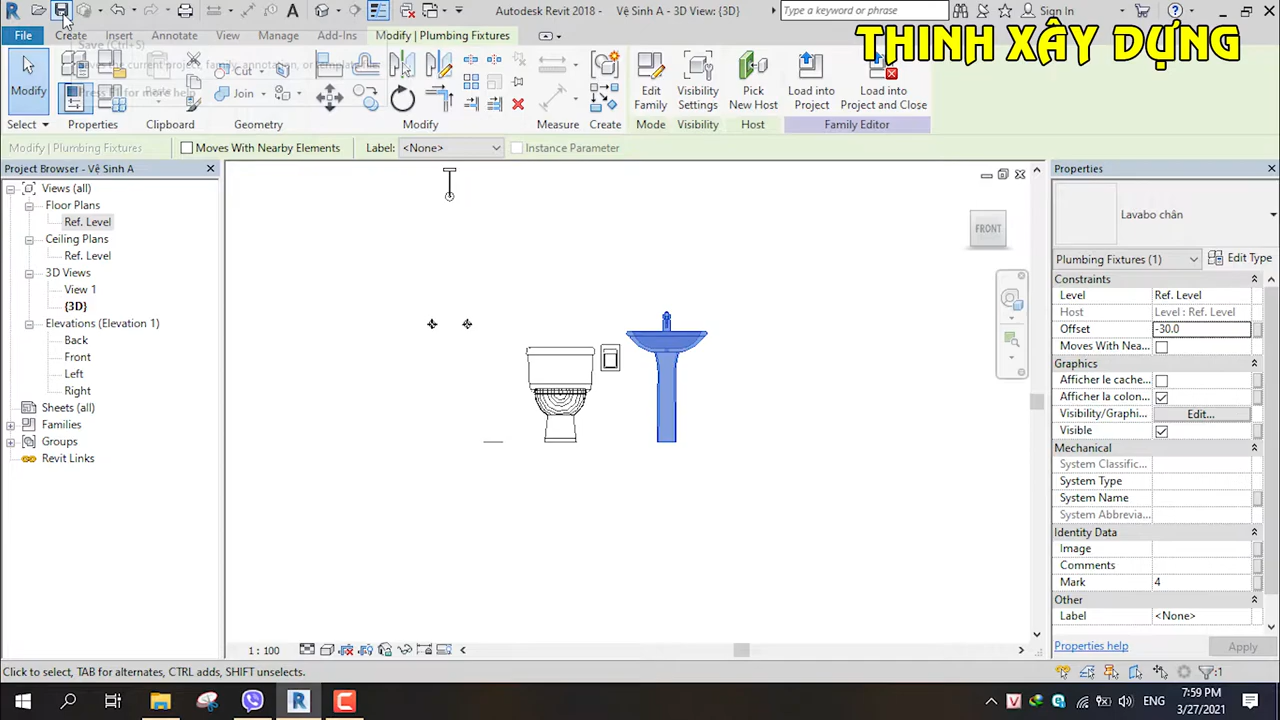 Autodesk Revit 2018 - Vệ Sinh A - 3D View: {3D}
Type a keyword or phrase
Sign In
File
Create
Insert
Annotate
View
Manage
Add-Ins
Modify | Plumbing Fixtures
THINH XÂY DỰNG
Save (Ctrl+S)
Modify
Cut
Join
Edit
Family
Visibility
Settings
Pick
New Host
Load into
Project
Load into
Project and Close
Select
Properties
Clipboard
Geometry
Modify
Measure
Create
Mode
Visibility
Host
Family Editor
Modify | Plumbing Fixtures
Moves With Nearby Elements
Label:
<None>
Instance Parameter
Project Browser - Vệ Sinh A
Views (all)
Floor Plans
Ref. Level
Ceiling Plans
Ref. Level
3D Views
View 1
{3D}
Elevations (Elevation 1)
Back
Front
Left
Right
Sheets (all)
Families
Groups
Revit Links
FRONT
Properties
Lavabo chân
Plumbing Fixtures (1)
Edit Type
Constraints
Level Ref. Level
Host Level : Ref. Level
Offset -30.0
Moves With Nea...
Graphics
Afficher le cache...
Afficher la colon...
Visibility/Graphi... Edit...
Visible
Mechanical
System Classific...
System Type
System Name
System Abbrevia...
Identity Data
Image
Comments
Mark 4
Other
Label <None>
Properties help
Apply
1 : 100
Click to select, TAB for alternates, CTRL adds, SHIFT unselects.
:1
ENG
7:59 PM
3/27/2021